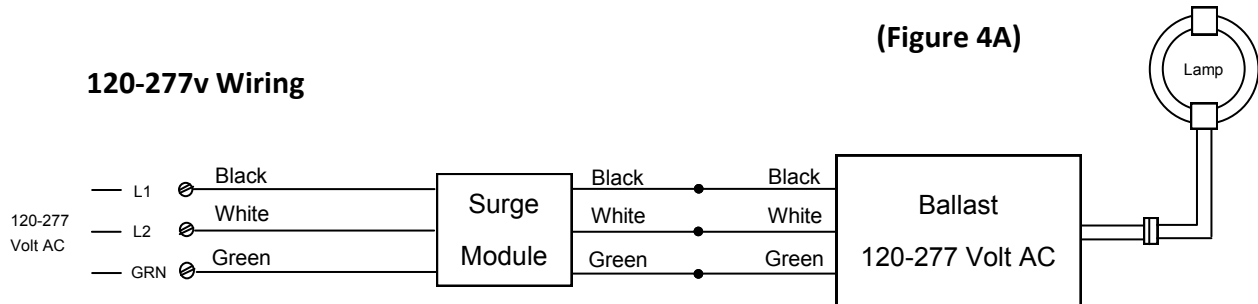 (Figure 4A)
Lamp
120-277v Wiring
120-277
Volt AC
L1
Black
L2
White
GRN
Green
Surge
Module
Black
White
Green
Black
White
Green
Ballast
120-277 Volt AC